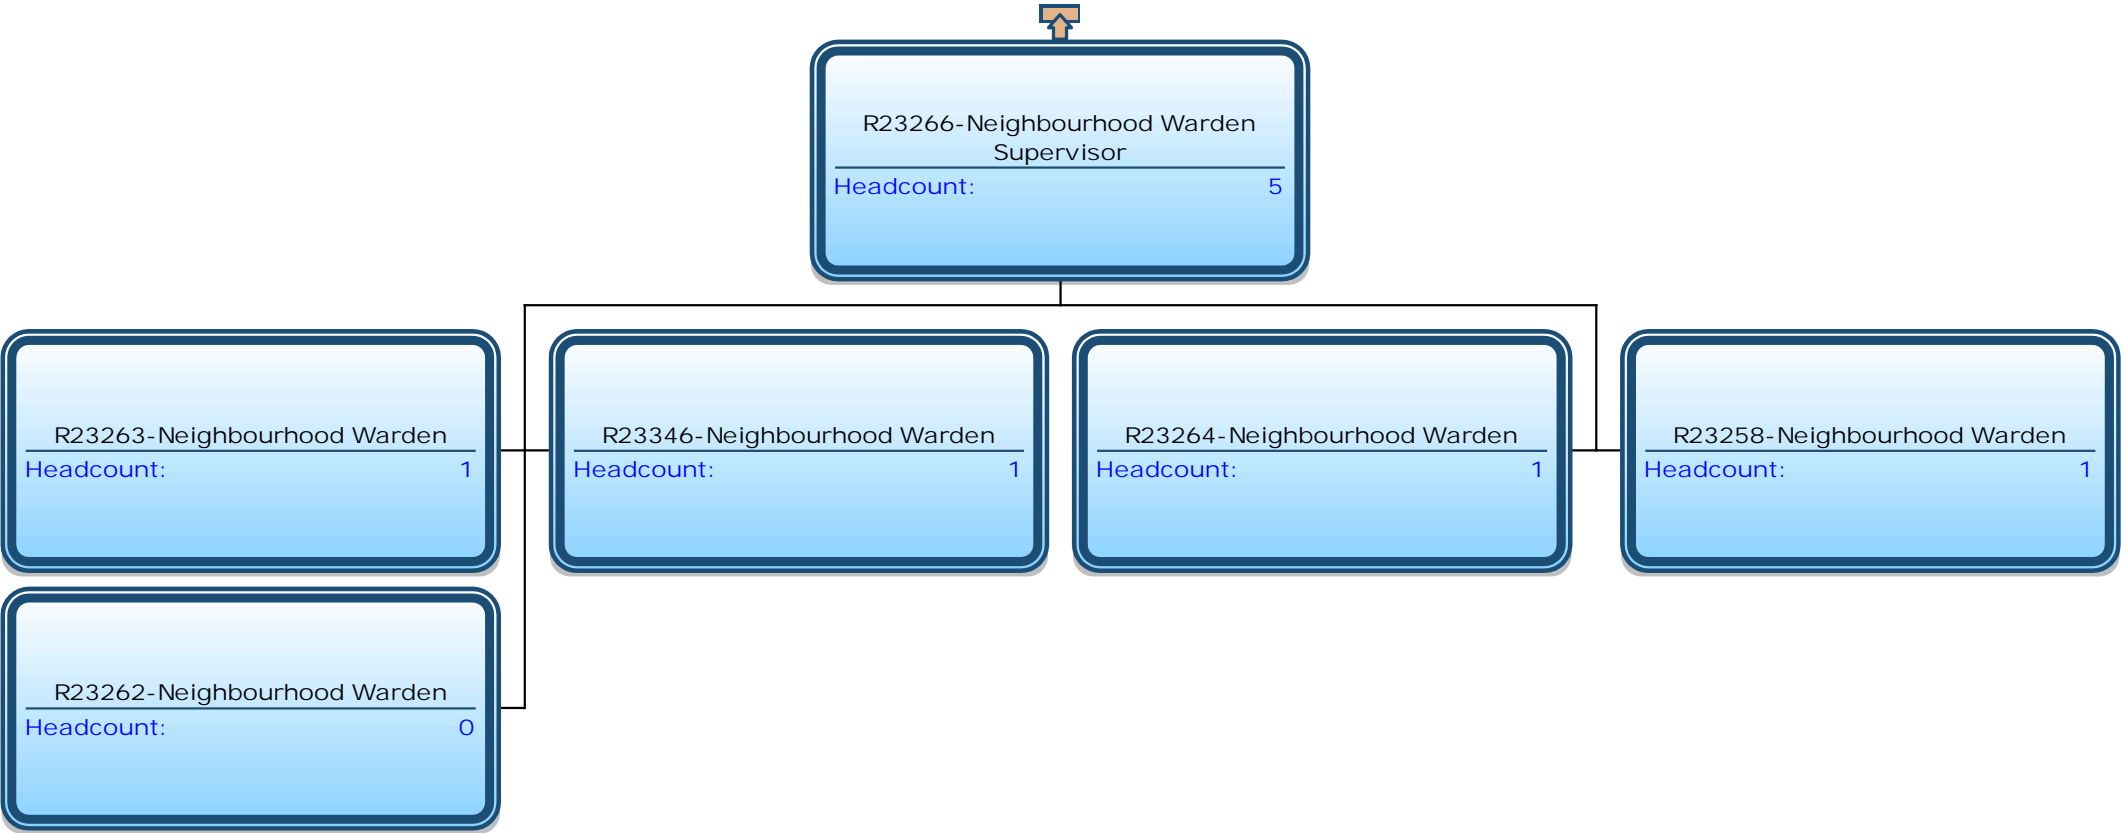 R23266-Neighbourhood Warden
Supervisor
Headcount: 5
R23263-Neighbourhood Warden
Headcount: 1
R23346-Neighbourhood Warden
Headcount: 1
R23264-Neighbourhood Warden
Headcount: 1
R23258-Neighbourhood Warden
Headcount: 1
R23262-Neighbourhood Warden
Headcount: 0